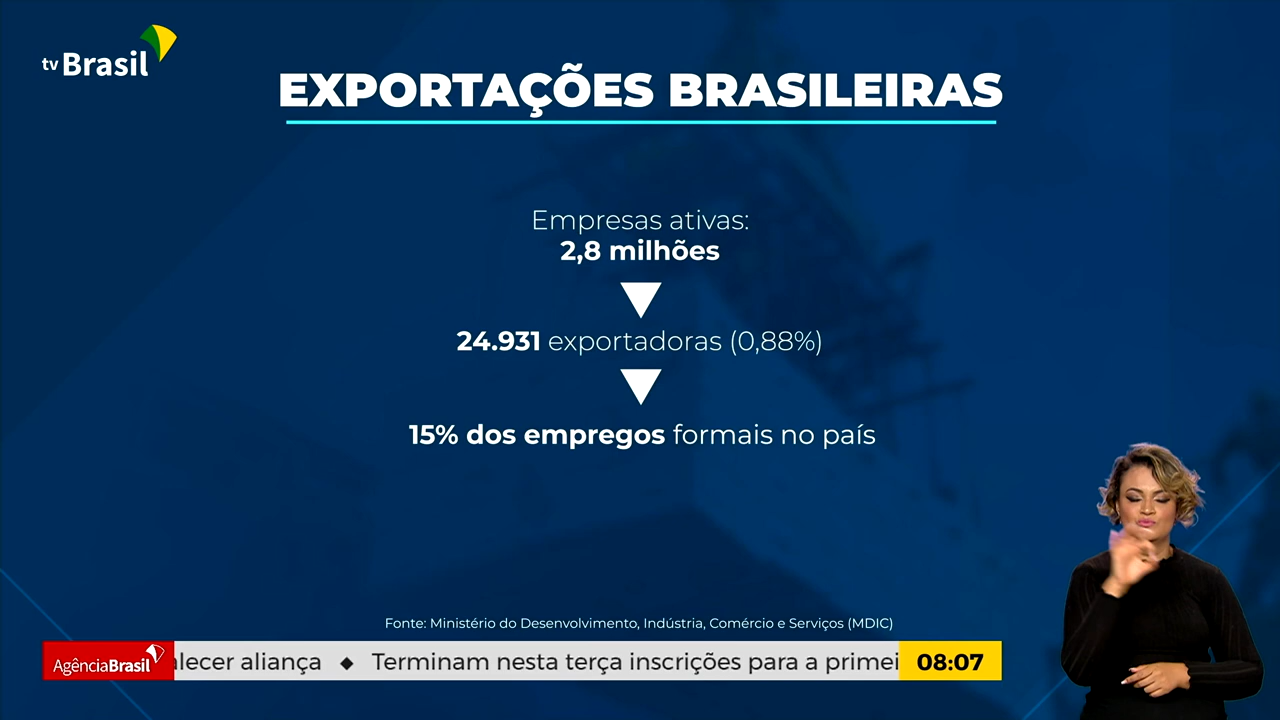 tv Brasil
EXPORTAÇÕES BRASILEIRAS
Empresas ativas:
2,8 milhões
24.931 exportadoras (0,88%)
15% dos empregos formais no país
Fonte: Ministério do Desenvolvimento, Indústria, Comércio e Serviços (MDIC)
AgênciaBrasil
alecer aliança ◆ Terminam nesta terça inscrições para a primei
08:07